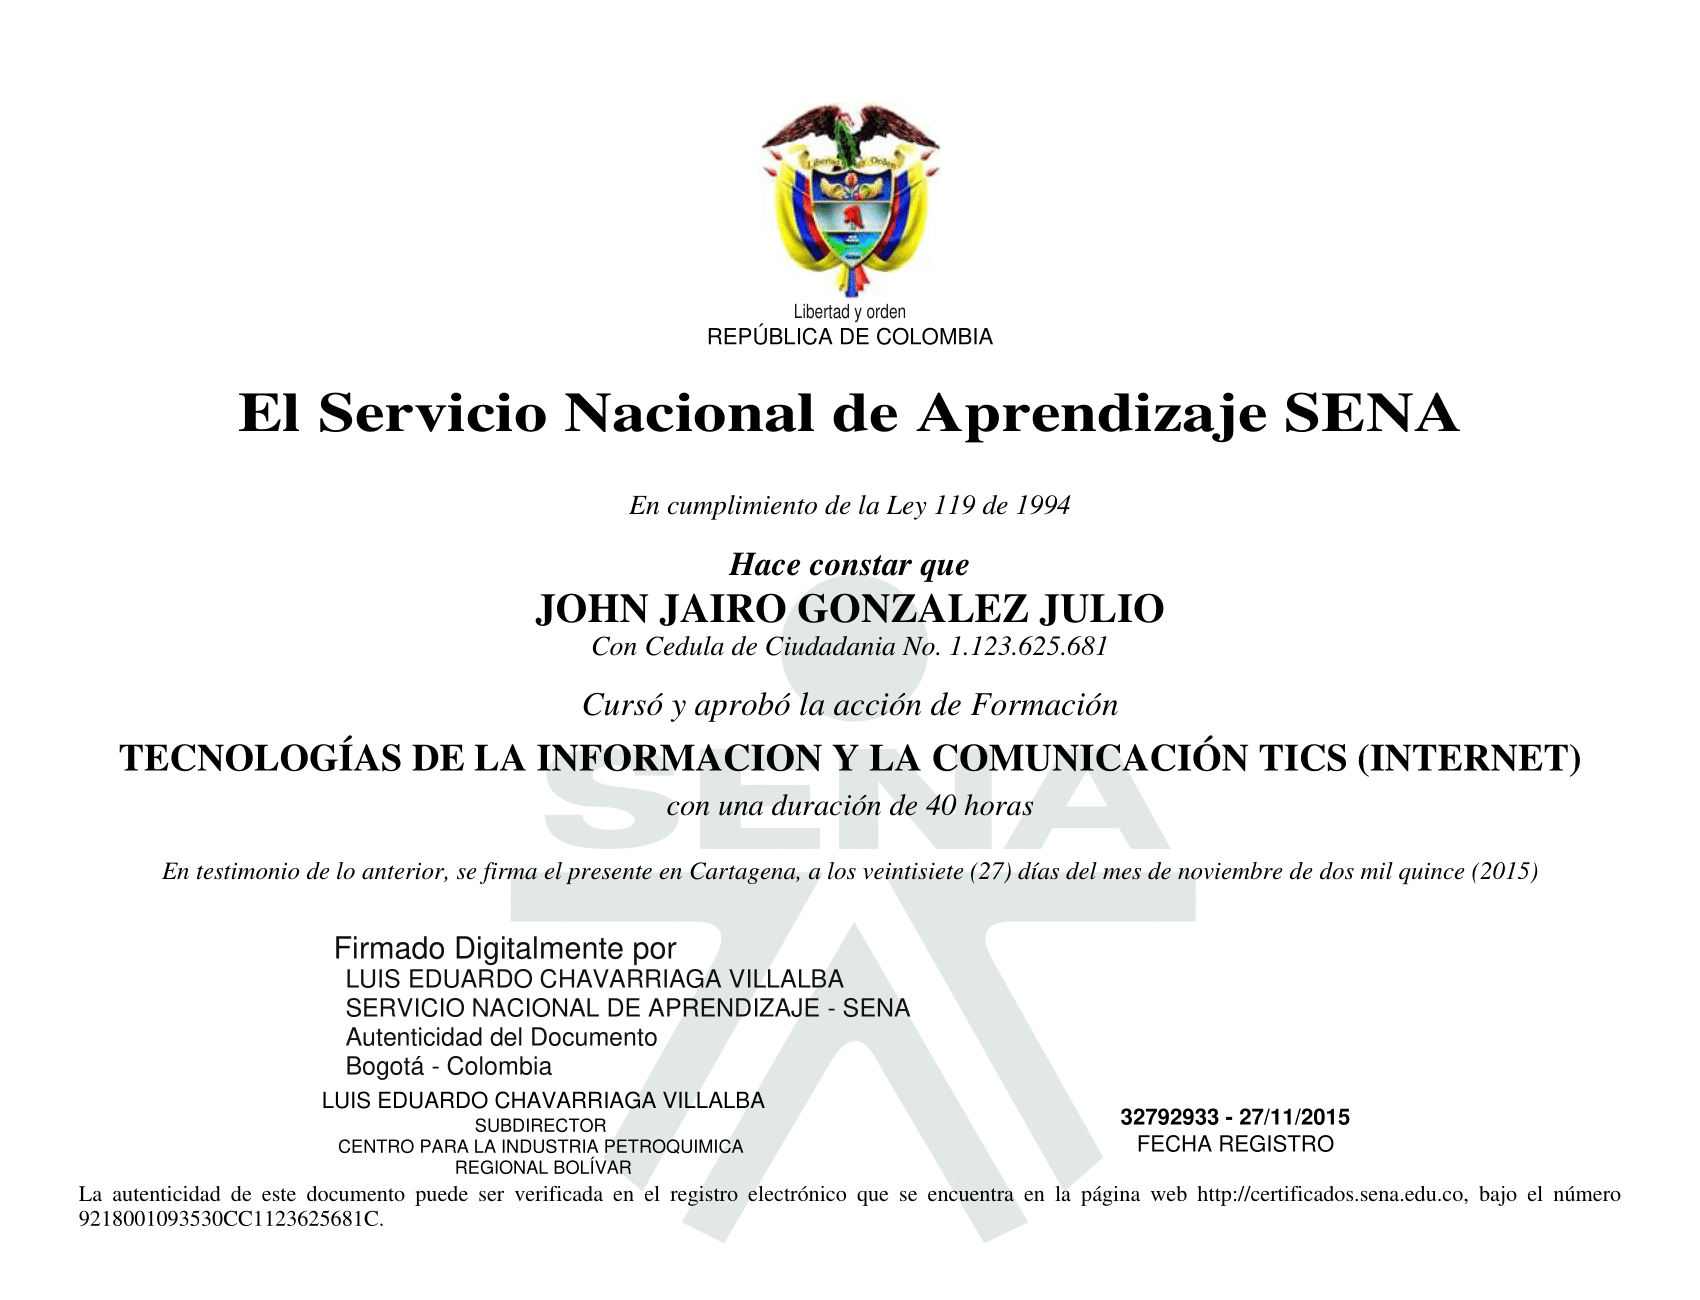 Libertad y Orden
Libertad y orden
REPÚBLICA DE COLOMBIA
El Servicio Nacional de Aprendizaje SENA
En cumplimiento de la Ley 119 de 1994
Hace constar que
JOHN JAIRO GONZALEZ JULIO
Con Cedula de Ciudadania No. 1.123.625.681
Cursó y aprobó la acción de Formación
TECNOLOGÍAS DE LA INFORMACION Y LA COMUNICACIÓN TICS (INTERNET)
SENA
con una duración de 40 horas
En testimonio de lo anterior, se firma el presente en Cartagena, a los veintisiete (27) días del mes de noviembre de dos mil quince (2015)
Firmado Digitalmente por
LUIS EDUARDO CHAVARRIAGA VILLALBA
SERVICIO NACIONAL DE APRENDIZAJE - SENA
Autenticidad del Documento
Bogotá - Colombia
LUIS EDUARDO CHAVARRIAGA VILLALBA
SUBDIRECTOR
CENTRO PARA LA INDUSTRIA PETROQUIMICA
REGIONAL BOLÍVAR
32792933 - 27/11/2015
FECHA REGISTRO
La autenticidad de este documento puede ser verificada en el registro electrónico que se encuentra en la página web http://certificados.sena.edu.co, bajo el número
9218001093530CC1123625681C.